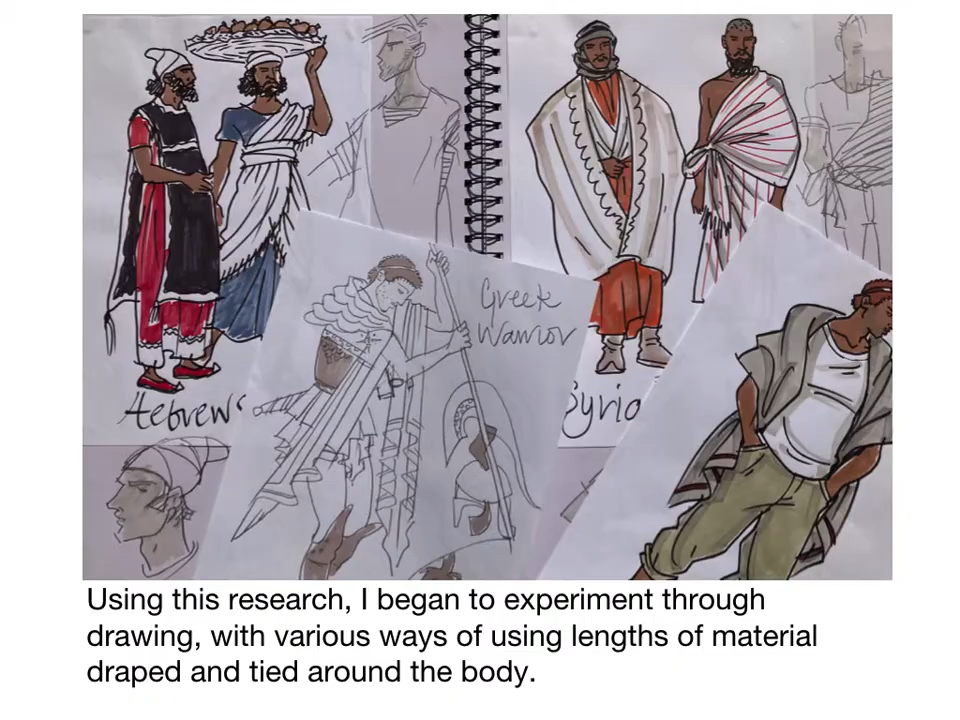 Hebrews
Greek
Warrior
Syria
Using this research, I began to experiment through
drawing, with various ways of using lengths of material
draped and tied around the body.